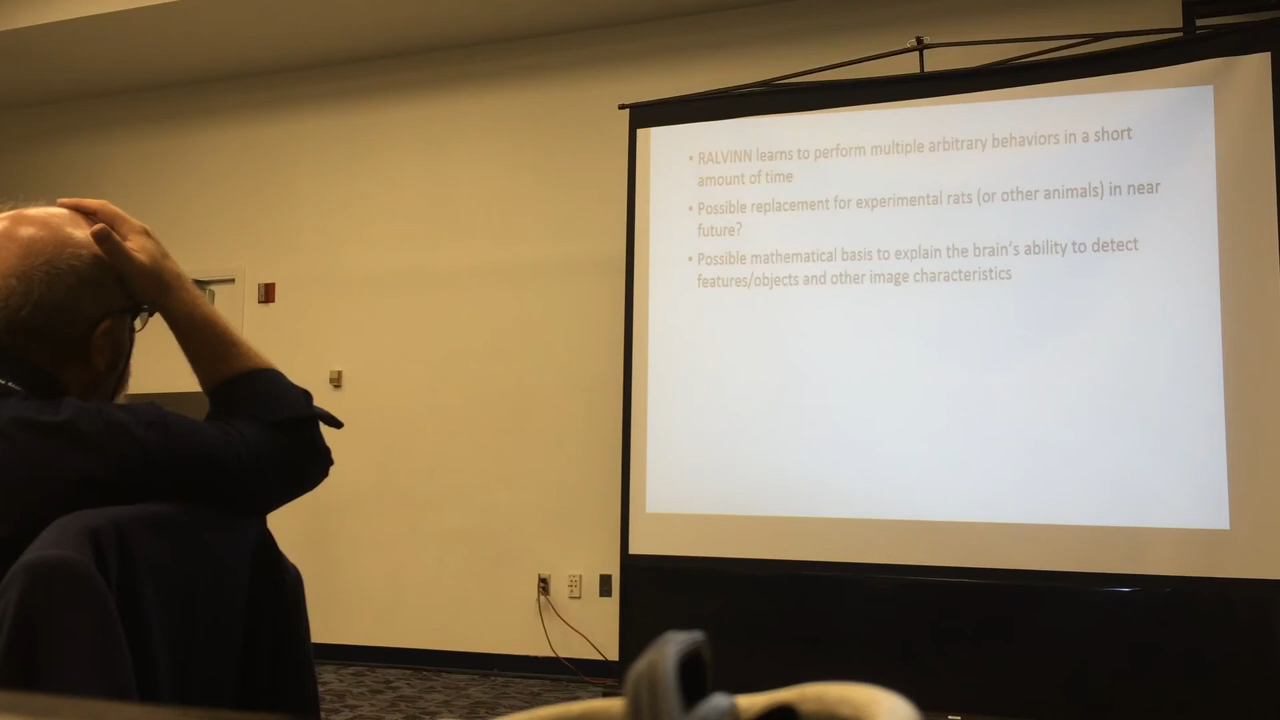 • RALVINN learns to perform multiple arbitrary behaviors in a short
amount of time
• Possible replacement for experimental rats (or other animals) in near
future?
• Possible mathematical basis to explain the brain's ability to detect
features/objects and other image characteristics